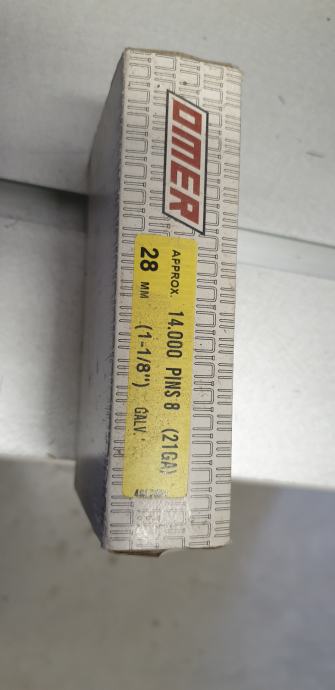 OMER
APPROX. 14.000 PINS 8 (21GA)
28 MM (1-1/8") GALV.